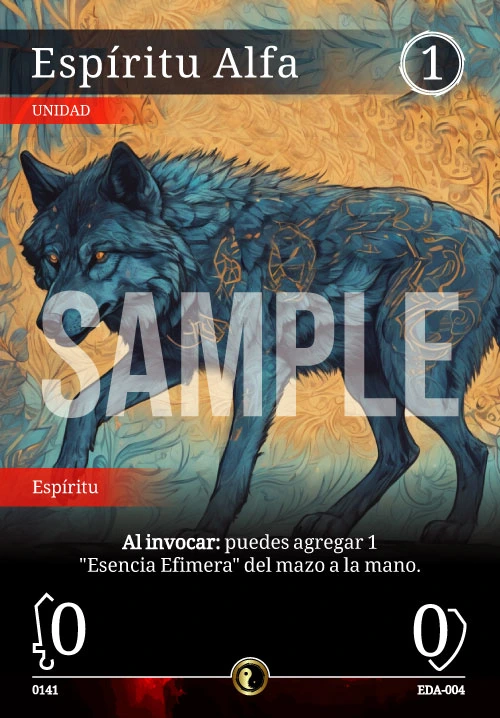 Espíritu Alfa
1
UNIDAD
SAMPLE
Espíritu
Al invocar: puedes agregar 1
"Esencia Efimera" del mazo a la mano.
0
0
0141
EDA-004